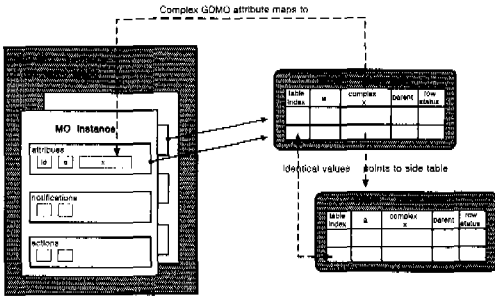 Complex GDMO attribute maps to
MO Instance
attribues
id a x
notifications
actions
table index a complex x parent row status
Identical values points to side table
table index a complex x parent row status